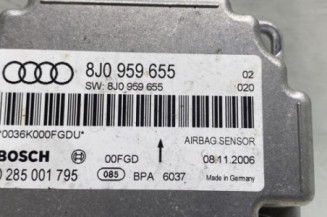 8J0 959 655 02
SW: 8J0 959 655 020
*0036K000FGDU* AIRBAG SENSOR
BOSCH 00FGD 08.11.2006
0 285 001 795 085 BPA 6037 Made in Germany